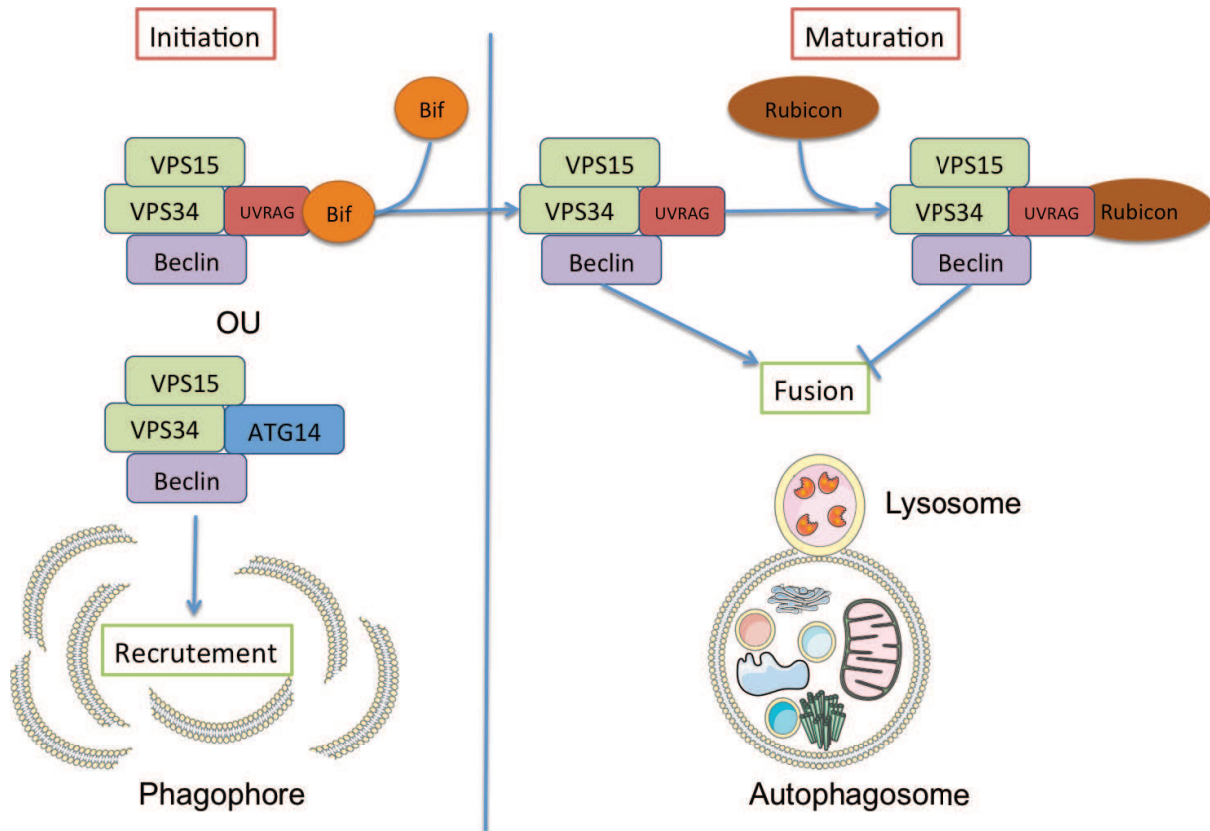 Initiation
Bif
VPS15
VPS34
UVRAG
Bif
Beclin
OU
VPS15
VPS34
ATG14
Beclin
Recrutement
Phagophore
Maturation
Rubicon
VPS15
VPS34
UVRAG
Beclin
VPS15
VPS34
UVRAG
Rubicon
Beclin
Fusion
Lysosome
Autophagosome